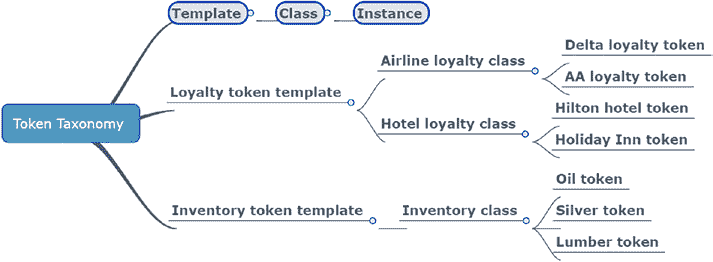 Token Taxonomy
Template
Class
Instance
Loyalty token template
Airline loyalty class
Delta loyalty token
AA loyalty token
Hotel loyalty class
Hilton hotel token
Holiday Inn token
Inventory token template
Inventory class
Oil token
Silver token
Lumber token